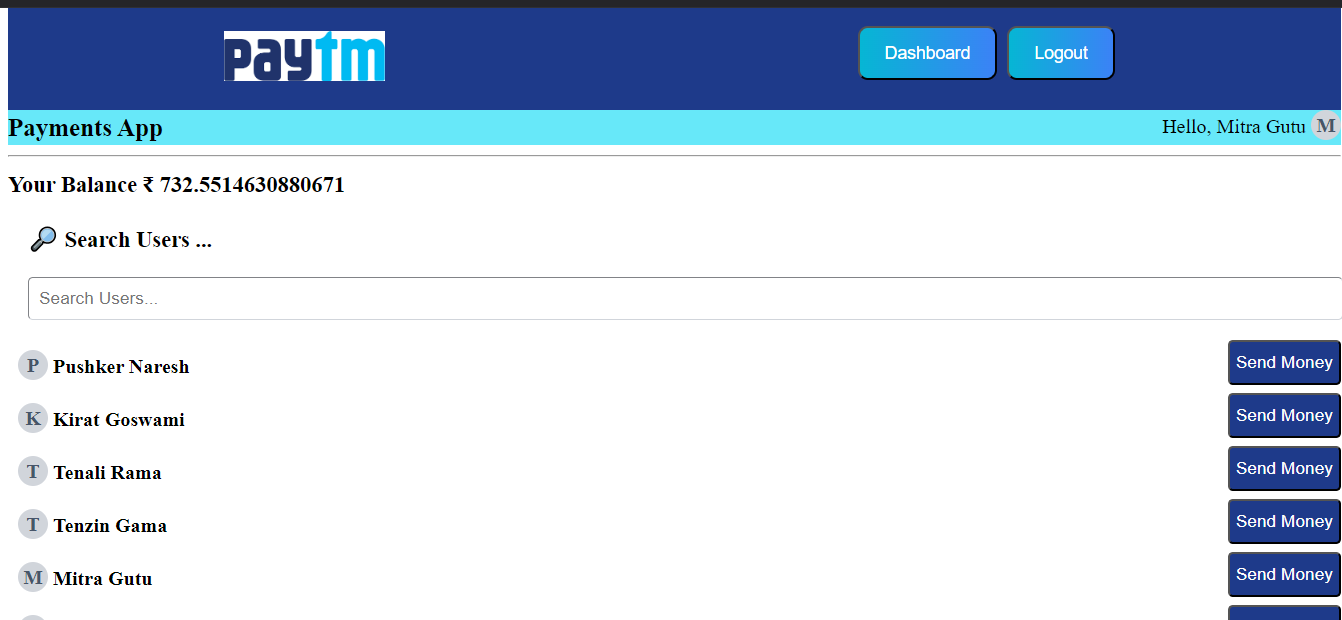 paytm Dashboard Logout
Payments App Hello, Mitra Gutu M
Your Balance ₹ 732.5514630880671
🔎 Search Users ...
Search Users...
P Pushker Naresh Send Money
K Kirat Goswami Send Money
T Tenali Rama Send Money
T Tenzin Gama Send Money
M Mitra Gutu Send Money